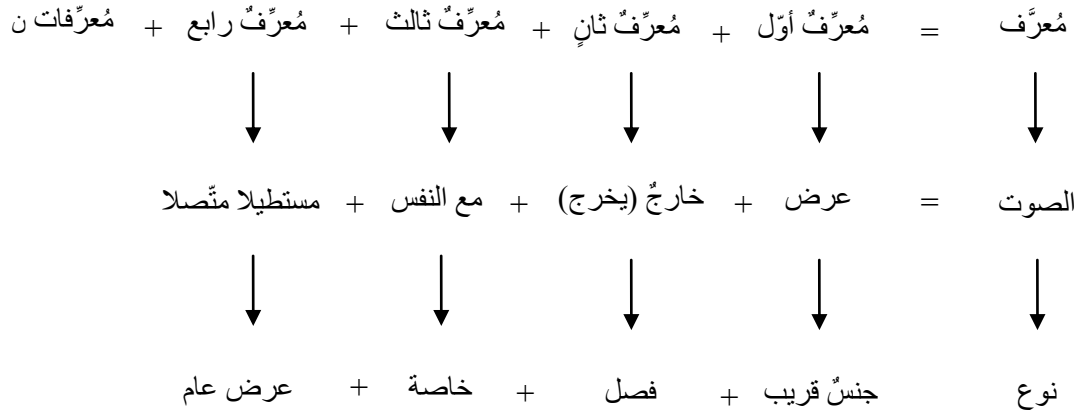 مُعرَّف = مُعرِّفٌ أوّل + مُعرِّفٌ ثانٍ + مُعرِّفٌ ثالث + مُعرِّفٌ رابع + مُعرِّفات ن
الصوت = عرض + خارجٌ (يخرج) + مع النفس + مستطيلا متّصلا
نوع جنسٌ قريب + فصل + خاصة + عرض عام